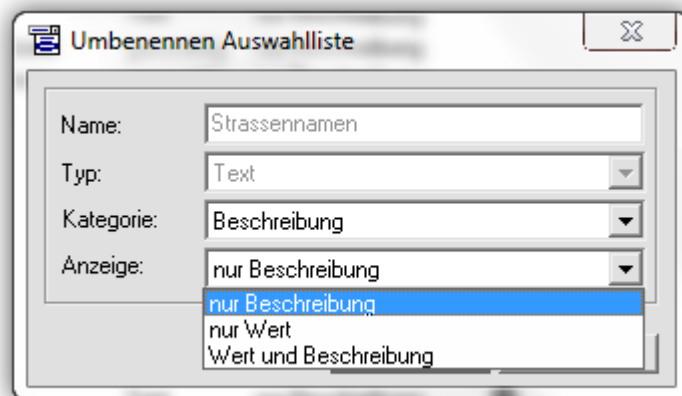 Umbenennen Auswahlliste
Name: Strassennamen
Typ: Text
Kategorie: Beschreibung
Anzeige: nur Beschreibung
nur Beschreibung
nur Wert
Wert und Beschreibung